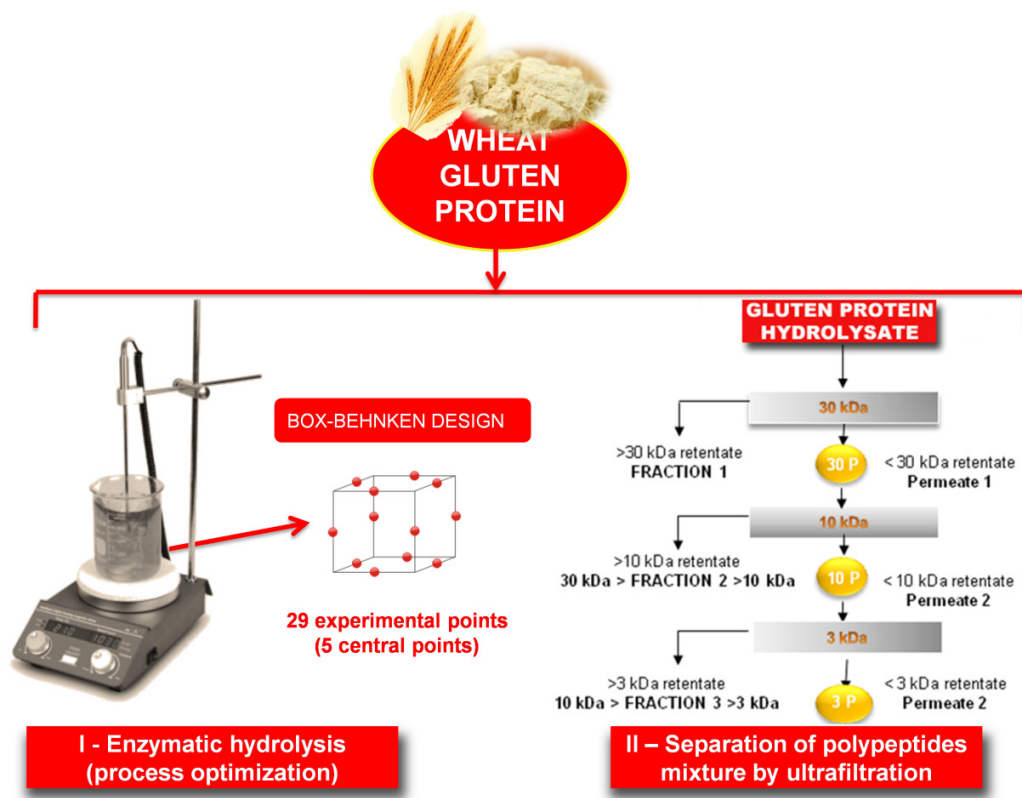 WHEAT
GLUTEN
PROTEIN
BOX-BEHNKEN DESIGN
29 experimental points
(5 central points)
I - Enzymatic hydrolysis
(process optimization)
GLUTEN PROTEIN
HYDROLYSATE
30 kDa
>30 kDa retentate
FRACTION 1
30 P
<30 kDa retentate
Permeate 1
10 kDa
>10 kDa retentate
30 kDa > FRACTION 2 >10 kDa
10 P
<10 kDa retentate
Permeate 2
3 kDa
>3 kDa retentate
10 kDa > FRACTION 3 >3 kDa
3 P
<3 kDa retentate
Permeate 2
II – Separation of polypeptides
mixture by ultrafiltration